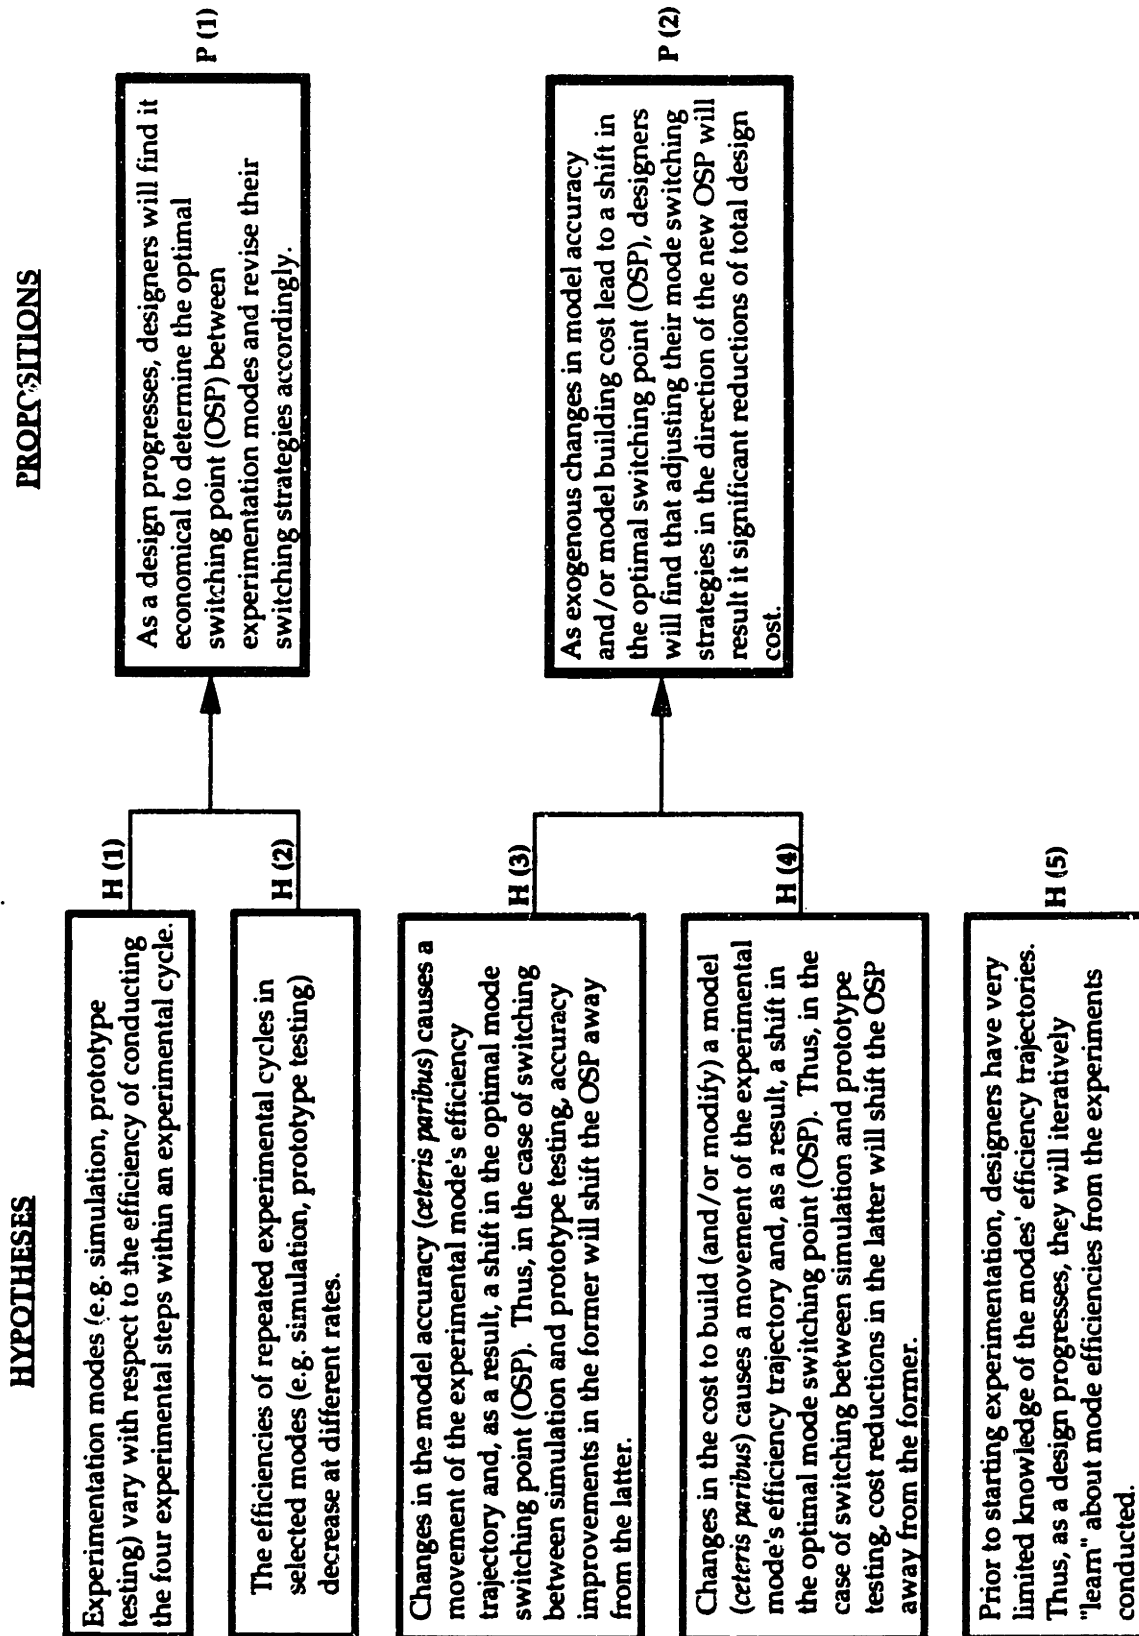 HYPOTHESES
Experimentation modes (e.g. simulation, prototype
testing) vary with respect to the efficiency of conducting
the four experimental steps within an experimental cycle.
H (1)
The efficiencies of repeated experimental cycles in
selected modes (e.g. simulation, prototype testing)
decrease at different rates.
H (2)
Changes in the model accuracy (ceteris paribus) causes a
movement of the experimental mode's efficiency
trajectory and, as a result, a shift in the optimal mode
switching point (OSP). Thus, in the case of switching
between simulation and prototype testing, accuracy
improvements in the former will shift the OSP away
from the latter.
H (3)
Changes in the cost to build (and/or modify) a model
(ceteris paribus) causes a movement of the experimental
mode's efficiency trajectory and, as a result, a shift in
the optimal mode switching point (OSP). Thus, in the
case of switching between simulation and prototype
testing, cost reductions in the latter will shift the OSP
away from the former.
H (4)
Prior to starting experimentation, designers have very
limited knowledge of the modes' efficiency trajectories.
Thus, as a design progresses, they will iteratively
"learn" about mode efficiencies from the experiments
conducted.
H (5)
PROPOSITIONS
As a design progresses, designers will find it
economical to determine the optimal
switching point (OSP) between
experimentation modes and revise their
switching strategies accordingly.
P (1)
As exogenous changes in model accuracy
and/or model building cost lead to a shift in
the optimal switching point (OSP), designers
will find that adjusting their mode switching
strategies in the direction of the new OSP will
result it significant reductions of total design
cost.
P (2)